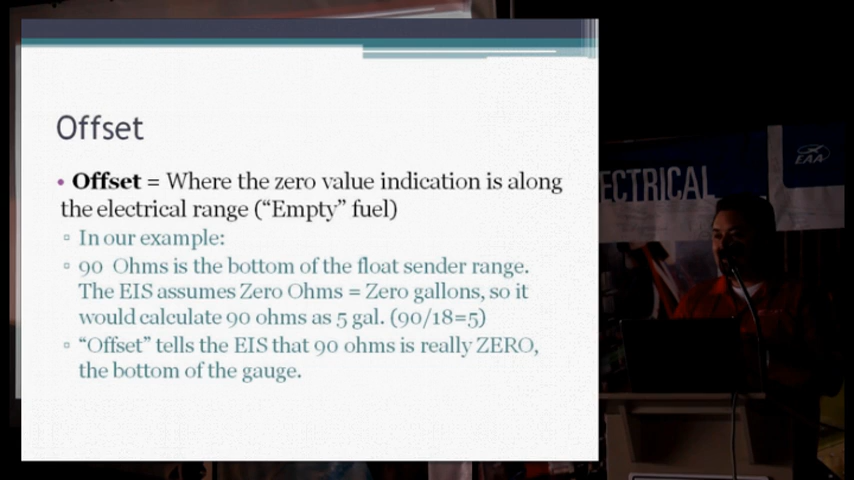 Offset
• Offset = Where the zero value indication is along
the electrical range (“Empty” fuel)
▫ In our example:
▫ 90 Ohms is the bottom of the float sender range.
The EIS assumes Zero Ohms = Zero gallons, so it
would calculate 90 ohms as 5 gal. (90/18=5)
▫ “Offset” tells the EIS that 90 ohms is really ZERO,
the bottom of the gauge.
ECTRICAL
EAA